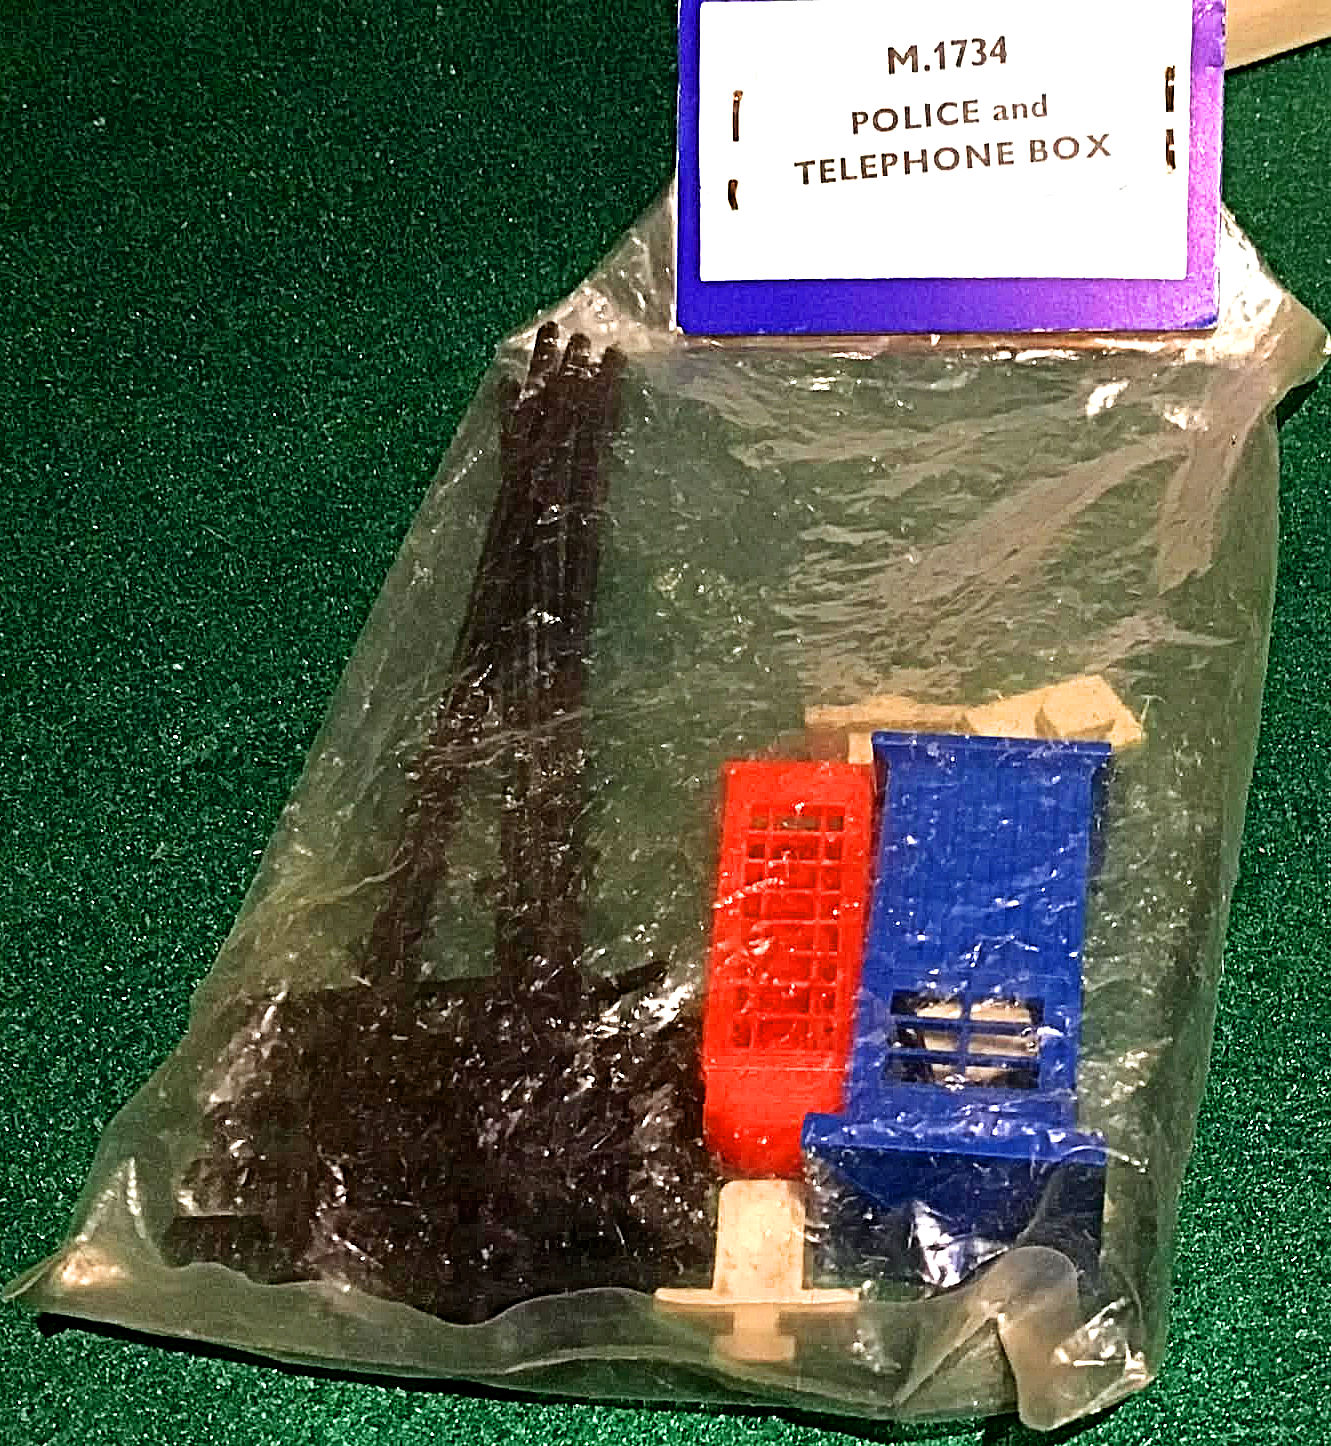 M.1734
POLICE and
TELEPHONE BOX